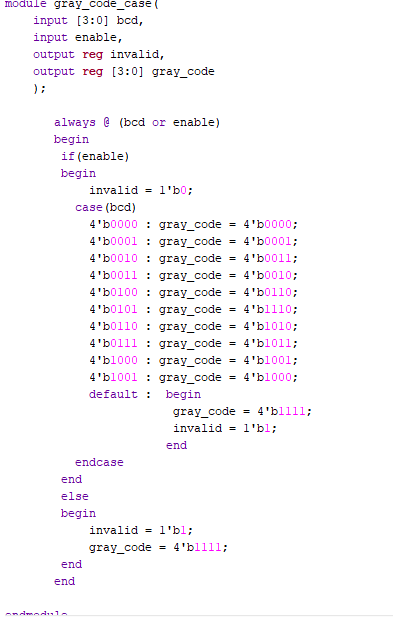 module gray_code_case(
input [3:0] bcd,
input enable,
output reg invalid,
output reg [3:0] gray_code
);
always @ (bcd or enable)
begin
if(enable)
begin
invalid = 1'b0;
case(bcd)
4'b0000 : gray_code = 4'b0000;
4'b0001 : gray_code = 4'b0001;
4'b0010 : gray_code = 4'b0011;
4'b0011 : gray_code = 4'b0010;
4'b0100 : gray_code = 4'b0110;
4'b0101 : gray_code = 4'b1110;
4'b0110 : gray_code = 4'b1010;
4'b0111 : gray_code = 4'b1011;
4'b1000 : gray_code = 4'b1001;
4'b1001 : gray_code = 4'b1000;
default : begin
gray_code = 4'b1111;
invalid = 1'b1;
end
endcase
end
else
begin
invalid = 1'b1;
gray_code = 4'b1111;
end
end
endmodule